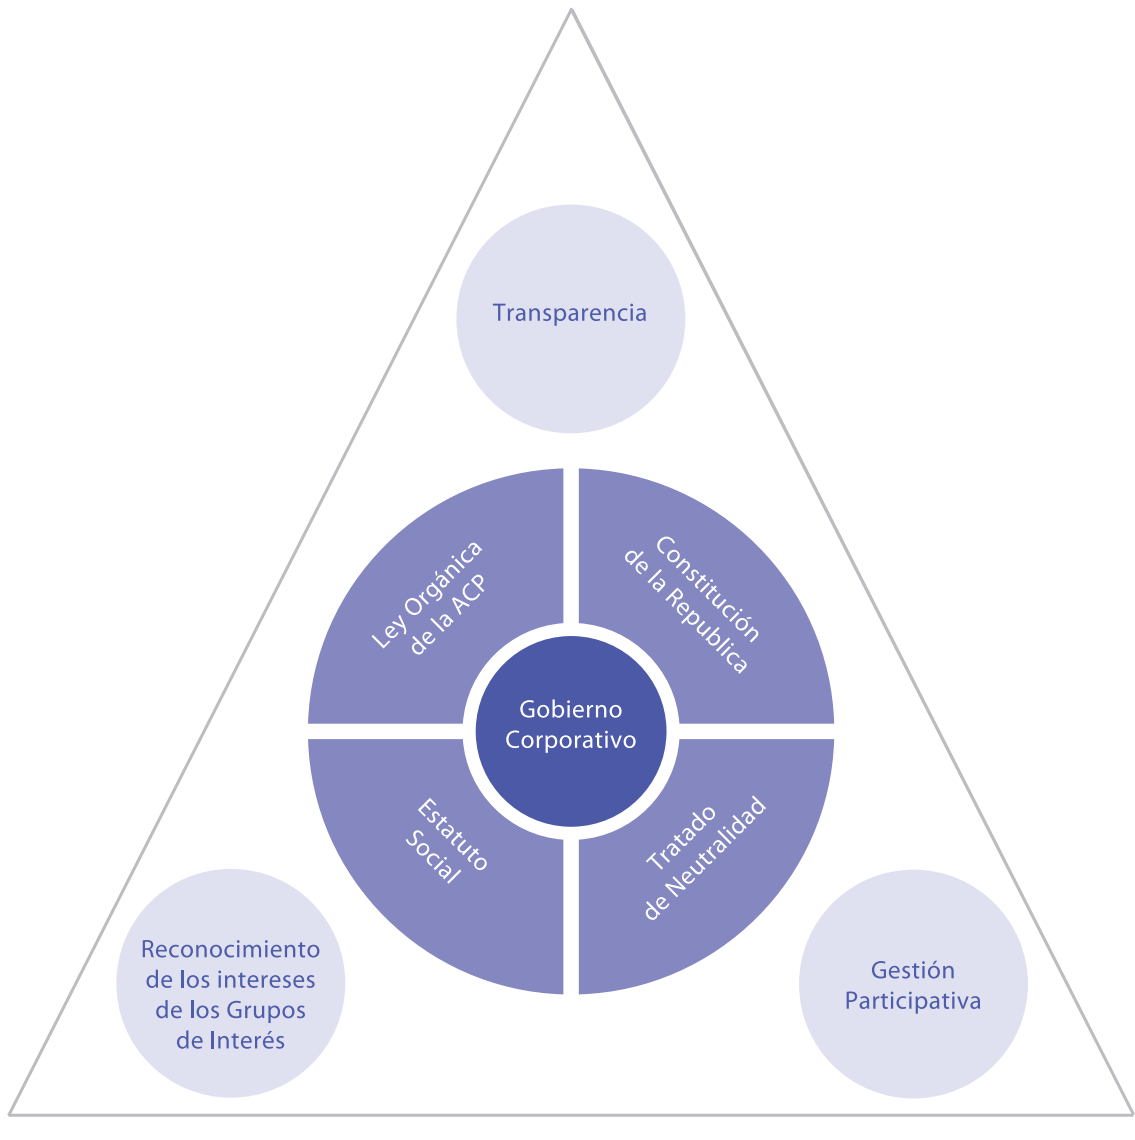 Transparencia
Ley Orgánica
de la ACP
Constitución
de la Republica
Gobierno
Corporativo
Estatuto
Social
Tratado
de Neutralidad
Reconocimiento
de los intereses
de los Grupos
de Interés
Gestión
Participativa